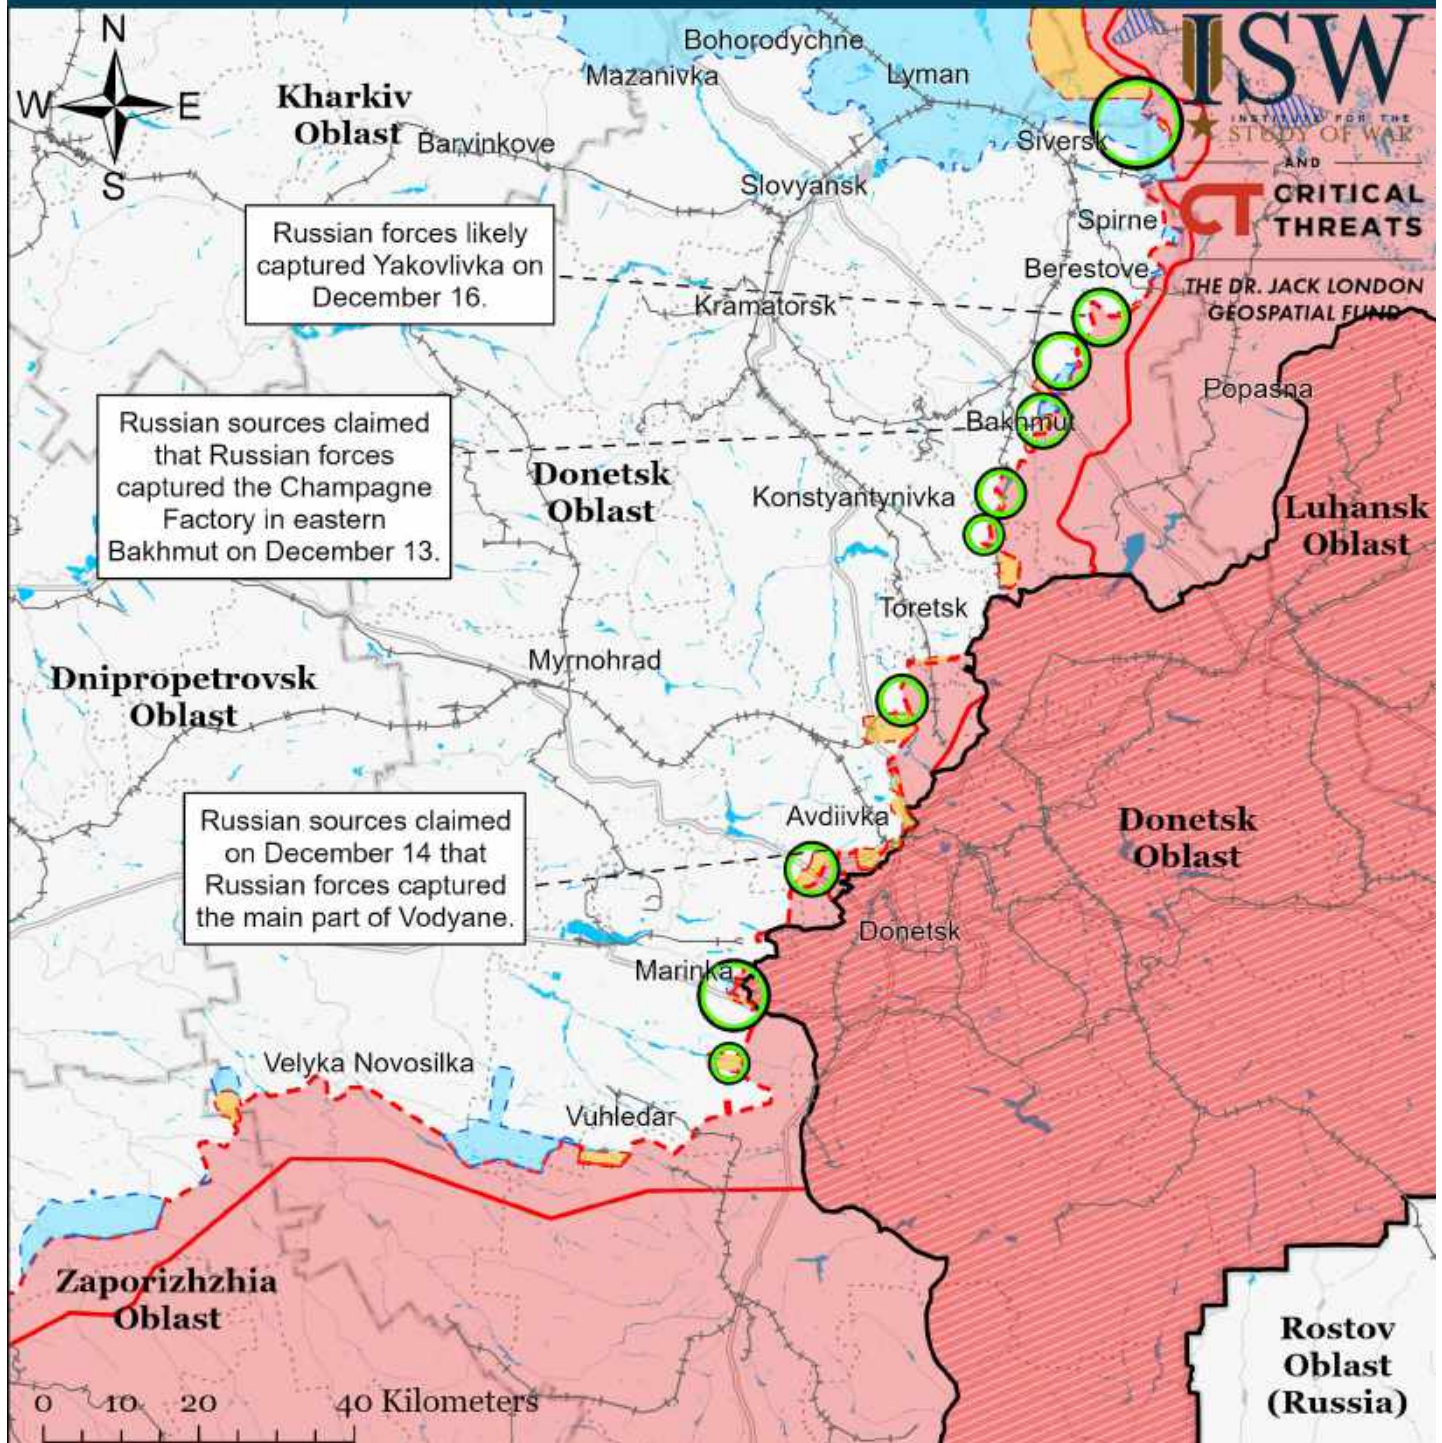 N
W
E
S
Kharkiv
Oblast
Bohorodychne
Mazanivka
Lyman
Barvinkove
Siversk
Slovyansk
Spirne
Berestove
Kramatorsk
ISW
INSTITUTE FOR THE
STUDY OF WAR
AND
CT CRITICAL
THREATS
THE DR. JACK LONDON
GEOSPATIAL FUND
Russian forces likely
captured Yakovlivka on
December 16.
Popasna
Bakhmut
Russian sources claimed
that Russian forces
captured the Champagne
Factory in eastern
Bakhmut on December 13.
Donetsk
Oblast
Konstyantynivka
Luhansk
Oblast
Toretsk
Myrnohrad
Dnipropetrovsk
Oblast
Avdiivka
Donetsk
Oblast
Russian sources claimed
on December 14 that
Russian forces captured
the main part of Vodyane.
Donetsk
Marinka
Velyka Novosilka
Vuhledar
Zaporizhzhia
Oblast
Rostov
Oblast
(Russia)
0 10 20 40 Kilometers